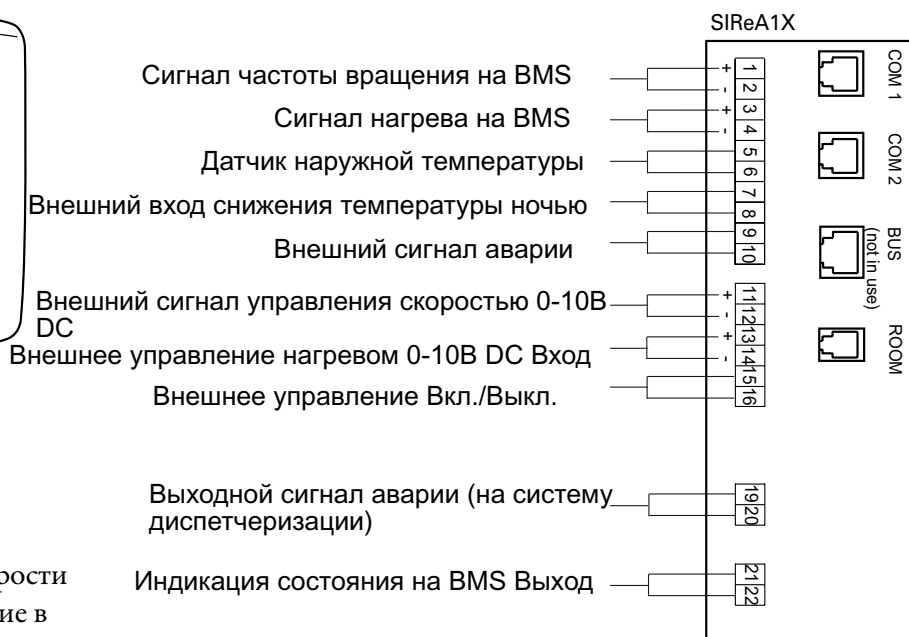 SIReA1X
Сигнал частоты вращения на BMS
+ 1
- 2
Сигнал нагрева на BMS
+ 3
- 4
Датчик наружной температуры
5
6
Внешний вход снижения температуры ночью
7
8
Внешний сигнал аварии
9
10
Внешний сигнал управления скоростью 0-10В
DC
+ 11
- 12
Внешнее управление нагревом 0-10В DC Вход
+ 13
- 14
Внешнее управление Вкл./Выкл.
15
16
Выходной сигнал аварии (на систему
диспетчеризации)
19
20
Индикация состояния на BMS Выход
21
22
COM 1
COM 2
BUS
(not in use)
ROOM
рости
ие в